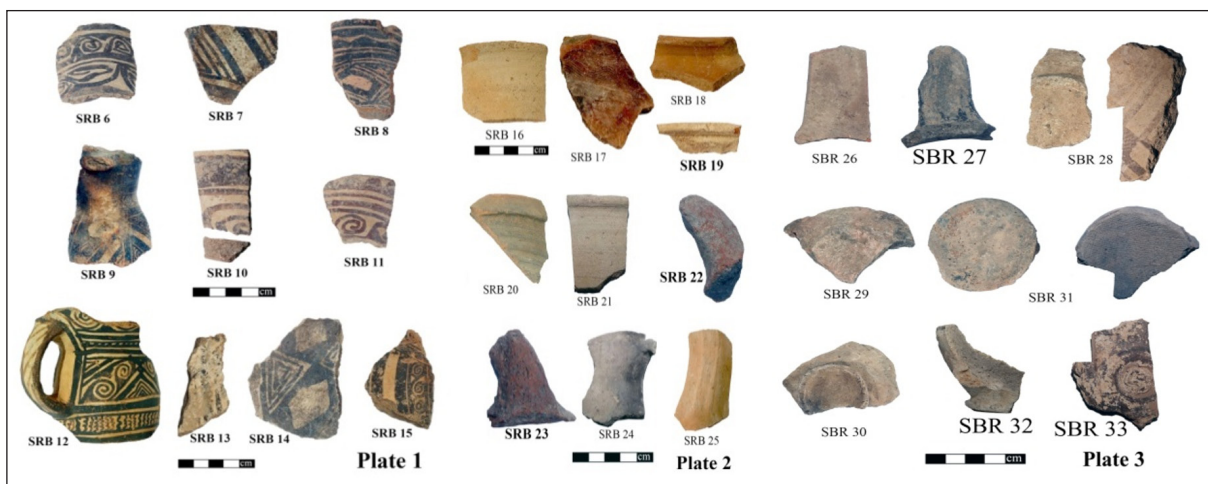 SRB 6
SRB 7
SRB 8
SRB 9
SRB 10
cm
SRB 11
SRB 12
SRB 13
SRB 14
SRB 15
cm
Plate 1
SRB 16
cm
SRB 17
SRB 18
SRB 19
SRB 20
SRB 21
SRB 22
SRB 23
SRB 24
SRB 25
cm
Plate 2
SBR 26
SBR 27
SBR 28
SBR 29
SBR 31
SBR 30
SBR 32
SBR 33
cm
Plate 3